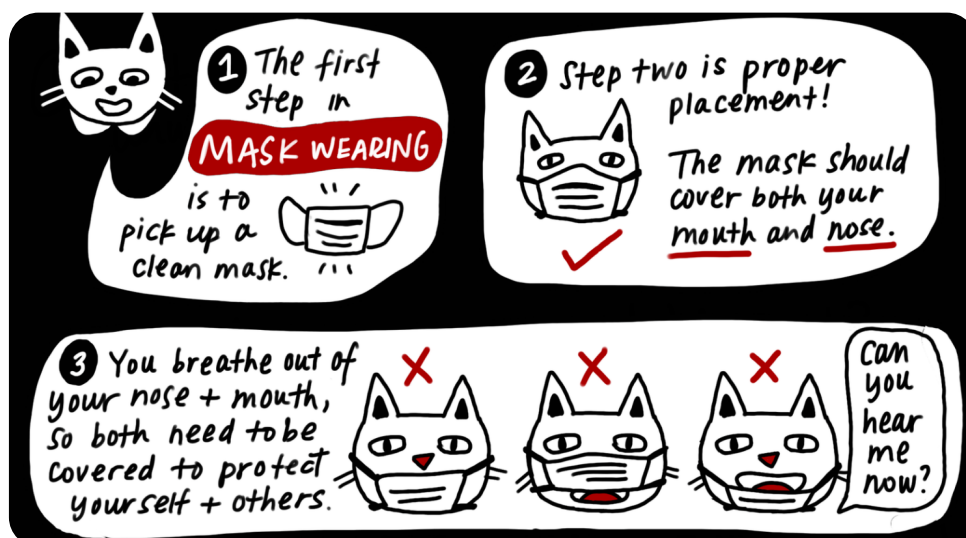 1 The first
step in
MASK WEARING
is to
pick up a
clean mask.
2 Step two is proper
placement!
The mask should
cover both your
mouth and nose.
3 You breathe out of
your nose + mouth,
so both need to be
covered to protect
yourself + others.
Can
you
hear
me
now?